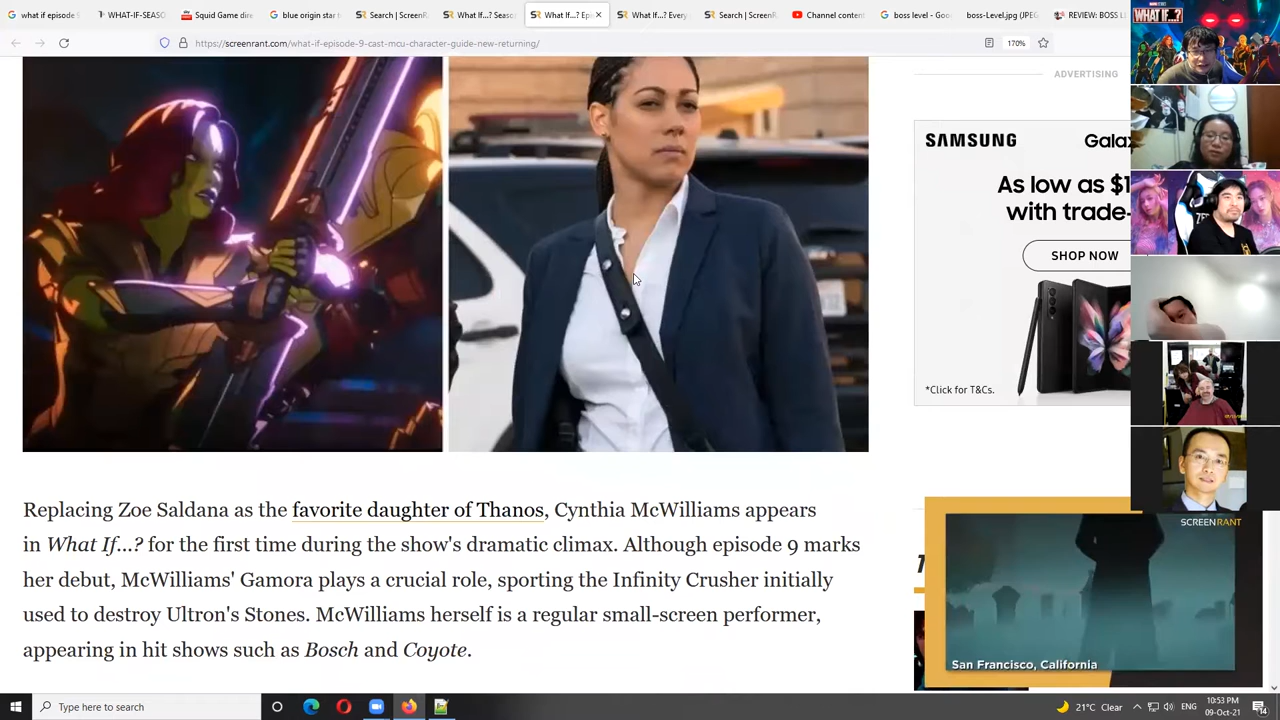 what if episode 9
WHAT-IF-SEASO
Squid Game dire
blue origin star t
Search | ScreenR
What If...? Season
What If...? Epi
What If...? Every
Search | ScreenR
Channel content
boss level - Goo
boss-Level.jpg (JPEG
REVIEW: BOSS L
https://screenrant.com/what-if-episode-9-cast-mcu-character-guide-new-returning/
170%
WHAT IF...?
ADVERTISING
SAMSUNG
Galax
As low as $1
with trade-
SHOP NOW
*Click for T&Cs.
Replacing Zoe Saldana as the favorite daughter of Thanos, Cynthia McWilliams appears
in What If...? for the first time during the show's dramatic climax. Although episode 9 marks
her debut, McWilliams' Gamora plays a crucial role, sporting the Infinity Crusher initially
used to destroy Ultron's Stones. McWilliams herself is a regular small-screen performer,
appearing in hit shows such as Bosch and Coyote.
SCREENRANT
San Francisco, California
Type here to search
21°C Clear
ENG
10:53 PM
09-Oct-21
14